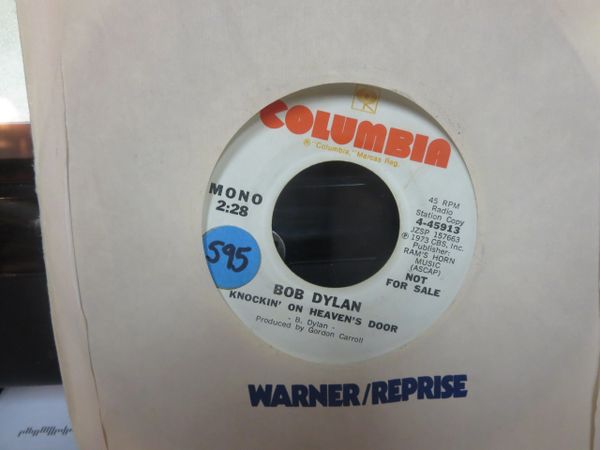 COLUMBIA
® "Columbia," Marcas Reg.
MONO
2:28
45 RPM
Radio
Station Copy
4-45913
JZSP 157663
℗ 1973 CBS, Inc.
Publisher:
RAM'S HORN
MUSIC
(ASCAP)
NOT
FOR SALE
595
BOB DYLAN
KNOCKIN' ON HEAVEN'S DOOR
- B. Dylan -
Produced by Gordon Carroll
WARNER/REPRISE